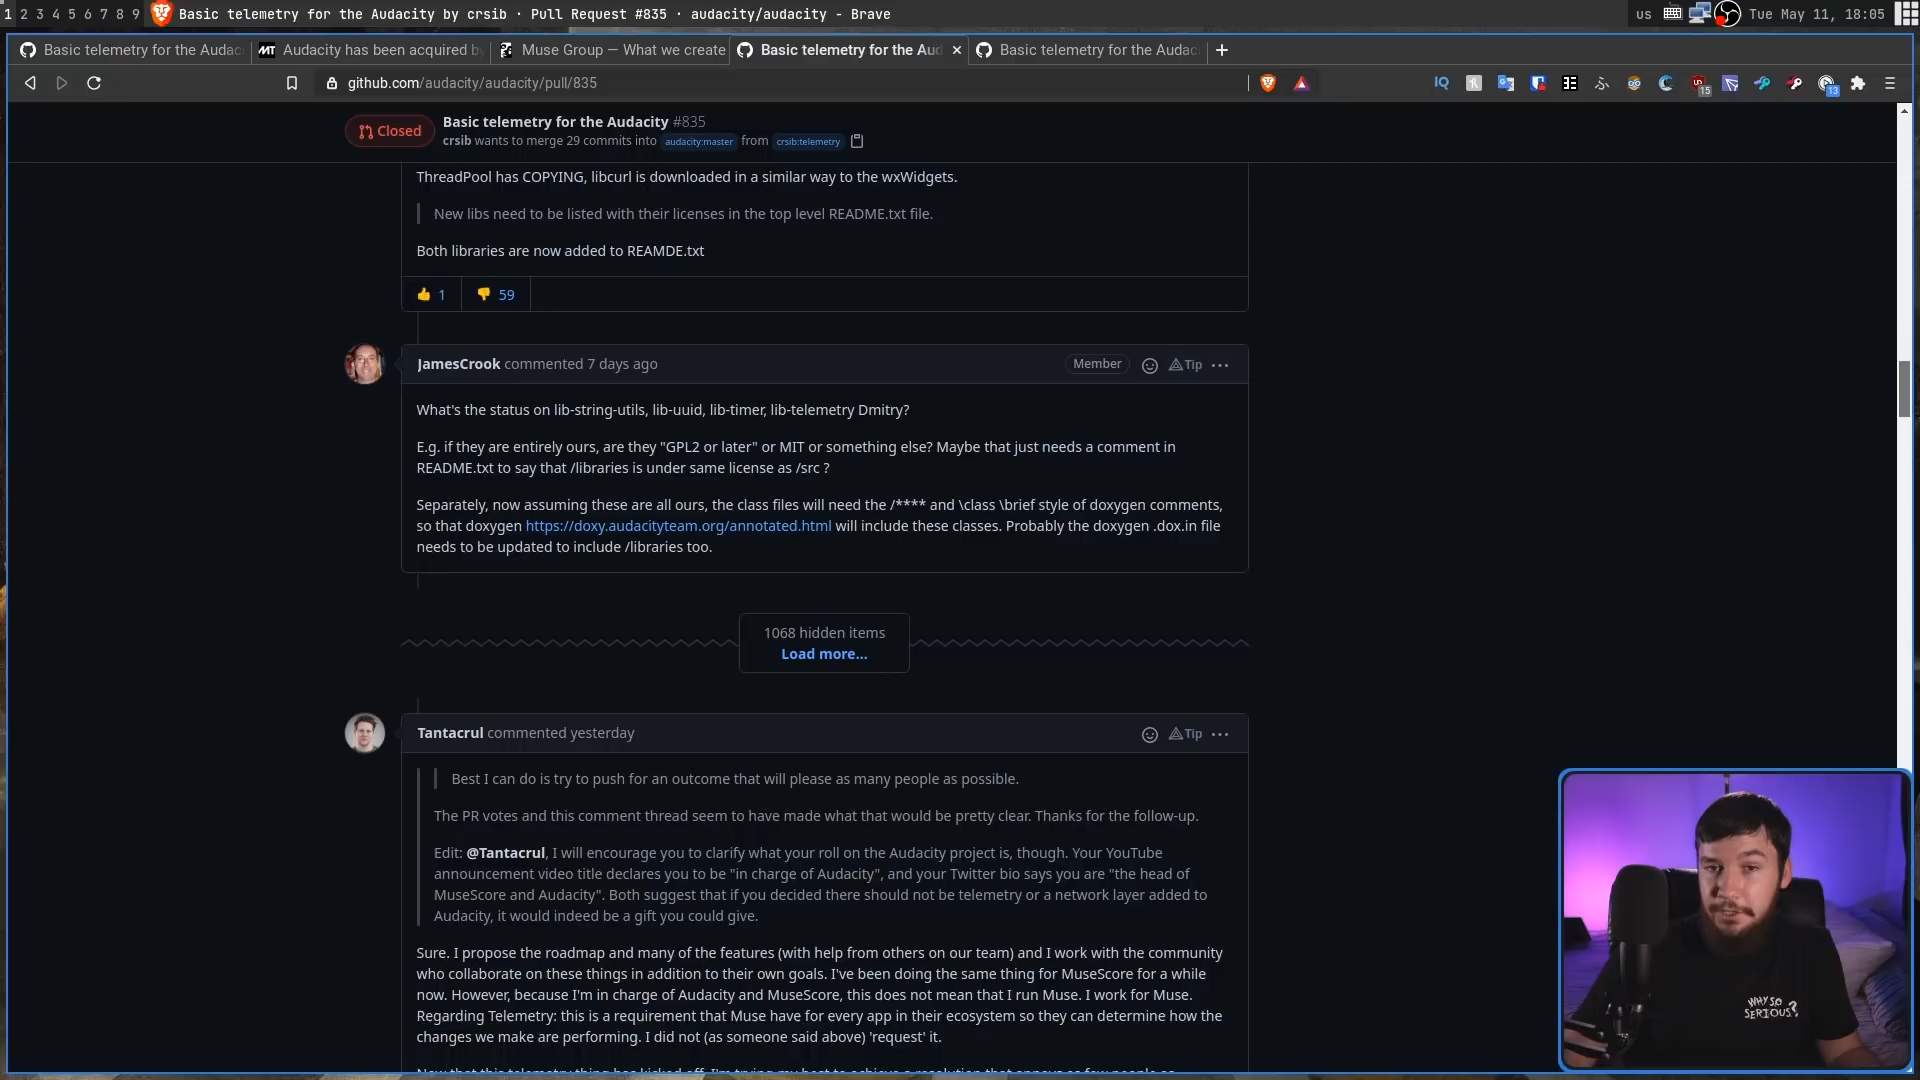 1 2 3 4 5 6 7 8 9 Basic telemetry for the Audacity by crsib · Pull Request #835 · audacity/audacity - Brave us Tue May 11, 18:05
Basic telemetry for the Audac Audacity has been acquired by Muse Group — What we create Basic telemetry for the Aud Basic telemetry for the Audac
github.com/audacity/audacity/pull/835 IQ 15 13
Closed Basic telemetry for the Audacity #835
crsib wants to merge 29 commits into audacity:master from crsib:telemetry
ThreadPool has COPYING, libcurl is downloaded in a similar way to the wxWidgets.
New libs need to be listed with their licenses in the top level README.txt file.
Both libraries are now added to REAMDE.txt
👍 1 👎 59
JamesCrook commented 7 days ago Member Tip ...
What's the status on lib-string-utils, lib-uuid, lib-timer, lib-telemetry Dmitry?
E.g. if they are entirely ours, are they "GPL2 or later" or MIT or something else? Maybe that just needs a comment in
README.txt to say that /libraries is under same license as /src ?
Separately, now assuming these are all ours, the class files will need the /**** and \class \brief style of doxygen comments,
so that doxygen https://doxy.audacityteam.org/annotated.html will include these classes. Probably the doxygen .dox.in file
needs to be updated to include /libraries too.
1068 hidden items
Load more...
Tantacrul commented yesterday Tip ...
Best I can do is try to push for an outcome that will please as many people as possible.
The PR votes and this comment thread seem to have made what that would be pretty clear. Thanks for the follow-up.
Edit: @Tantacrul, I will encourage you to clarify what your roll on the Audacity project is, though. Your YouTube
announcement video title declares you to be "in charge of Audacity", and your Twitter bio says you are "the head of
MuseScore and Audacity". Both suggest that if you decided there should not be telemetry or a network layer added to
Audacity, it would indeed be a gift you could give.
Sure. I propose the roadmap and many of the features (with help from others on our team) and I work with the community
who collaborate on these things in addition to their own goals. I've been doing the same thing for MuseScore for a while
now. However, because I'm in charge of Audacity and MuseScore, this does not mean that I run Muse. I work for Muse.
Regarding Telemetry: this is a requirement that Muse have for every app in their ecosystem so they can determine how the
changes we make are performing. I did not (as someone said above) 'request' it.
WHY SO
SERIOUS?